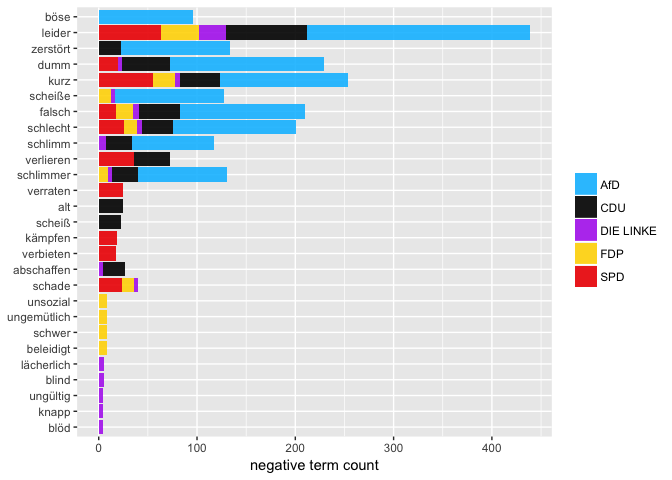 böse
leider
zerstört
dumm
kurz
scheiße
falsch
schlecht
schlimm
verlieren
schlimmer
verraten
alt
scheiß
kämpfen
verbieten
abschaffen
schade
unsozial
ungemütlich
schwer
beleidigt
lächerlich
blind
ungültig
knapp
blöd
0 100 200 300 400
negative term count
AfD
CDU
DIE LINKE
FDP
SPD